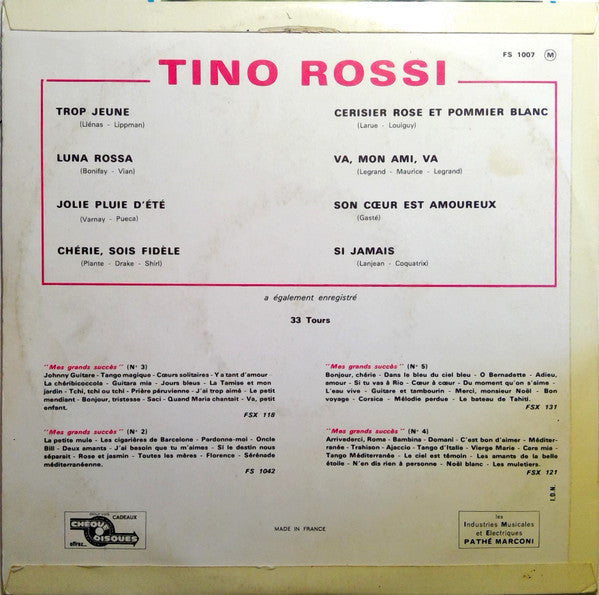 FS 1007 M
TINO ROSSI
TROP JEUNE
(Liénas - Lippman)
LUNA ROSSA
(Bonifay - Vian)
JOLIE PLUIE D'ÉTÉ
(Varnay - Pueca)
CHÉRIE, SOIS FIDÈLE
(Plante - Drake - Shirl)
CERISIER ROSE ET POMMIER BLANC
(Larue - Louiguy)
VA, MON AMI, VA
(Legrand - Maurice - Legrand)
SON CŒUR EST AMOUREUX
(Gasté)
SI JAMAIS
(Lanjean - Coquatrix)
a également enregistré
33 Tours
"Mes grands succès" (N° 3)
Johnny Guitare - Tango magique - Cœurs solitaires - Y a tant d'amour
La chéribiccocola - Guitara mia - Jours bleus - La Tamise et mon
jardin - Tchi, tchi ou tchi - Prière péruvienne - J'ai trop aimé - Le petit
mendiant - Bonjour, tristesse - Saci - Quand Maria chantait - Va, petit
enfant.
FSX 118
"Mes grands succès" (N° 2)
La petite mule - Les cigarières de Barcelone - Pardonne-moi - Oncle
Bill - Deux amants - J'ai besoin que tu m'aimes - Si le destin nous
séparait - Rose et jasmin - Toutes les mères - Florence - Sérénade
méditerranéenne.
FS 1042
"Mes grands succès" (N° 5)
Bonjour, chérie - Dans le bleu du ciel bleu - O Bernadette - Adieu,
amour - Si tu vas à Rio - Cœur à cœur - Du moment qu'on s'aime -
L'eau vive - Guitare et tambourin - Merci, monsieur Noël - Bon
voyage - Corsica - Mélodie perdue - Le bateau de Tahiti.
FSX 131
"Mes grands succès" (N° 4)
Arrivederci, Roma - Bambina - Domani - C'est bon d'aimer - Méditer-
ranée - Trahison - Ajaccio - Tango d'Italie - Vierge Marie - Cara mia -
Tango Méditerranée - Le ciel est témoin - Les amants de la belle
étoile - N'en dis rien à personne - Noël blanc - Les muletiers.
FSX 121
I.D.N.
CADEAUX
CHÈQUE
DISQUES
offrez...
MADE IN FRANCE
les
Industries Musicales
et Electriques
PATHÉ MARCONI